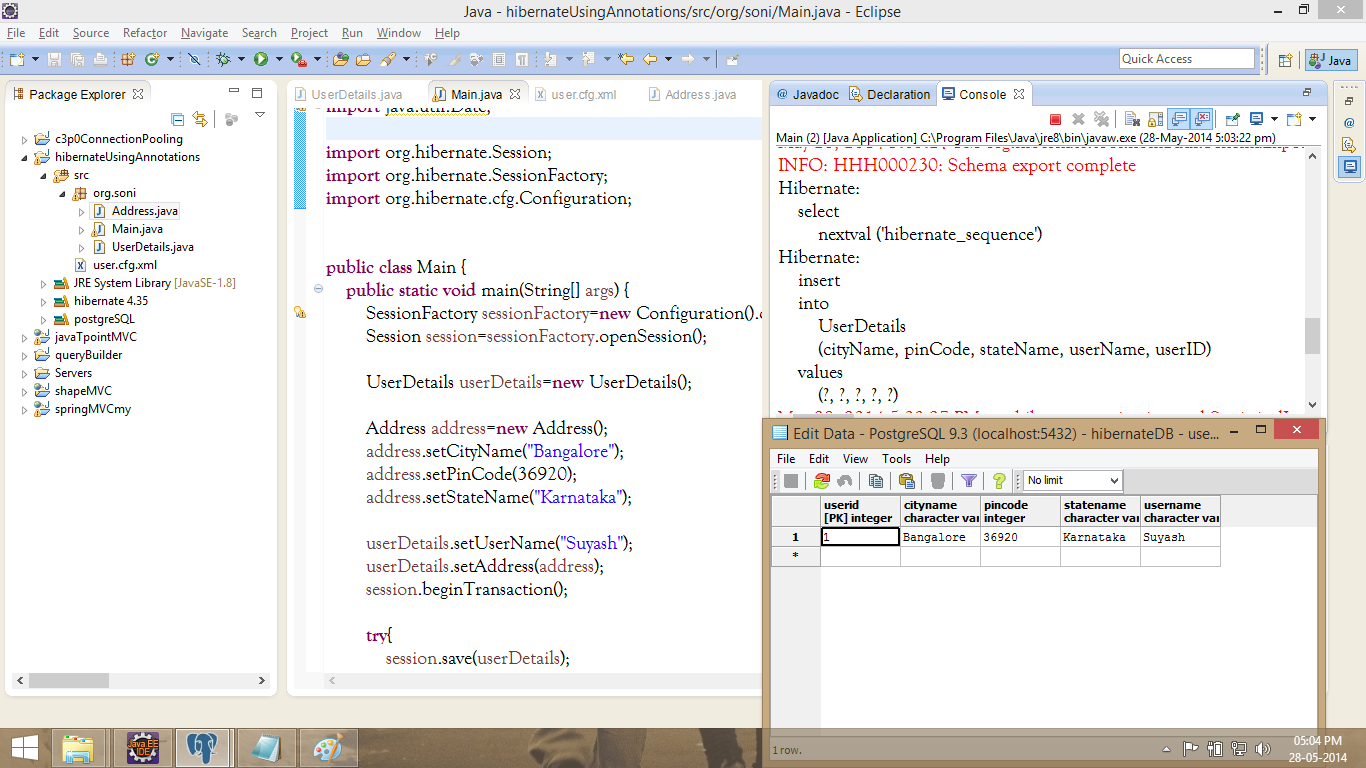 Java - hibernateUsingAnnotations/src/org/soni/Main.java - Eclipse
File Edit Source Refactor Navigate Search Project Run Window Help
Quick Access
Java
Package Explorer
c3p0ConnectionPooling
hibernateUsingAnnotations
src
org.soni
Address.java
Main.java
UserDetails.java
user.cfg.xml
JRE System Library [JavaSE-1.8]
hibernate 4.35
postgreSQL
javaTpointMVC
queryBuilder
Servers
shapeMVC
springMVCmy
UserDetails.java Main.java user.cfg.xml Address.java
import java.util.Date;
import org.hibernate.Session;
import org.hibernate.SessionFactory;
import org.hibernate.cfg.Configuration;
public class Main {
public static void main(String[] args) {
SessionFactory sessionFactory=new Configuration().
Session session=sessionFactory.openSession();
UserDetails userDetails=new UserDetails();
Address address=new Address();
address.setCityName("Bangalore");
address.setPinCode(36920);
address.setStateName("Karnataka");
userDetails.setUserName("Suyash");
userDetails.setAddress(address);
session.beginTransaction();
try{
session.save(userDetails);
@ Javadoc Declaration Console
Main (2) [Java Application] C:\Program Files\Java\jre8\bin\javaw.exe (28-May-2014 5:03:22 pm)
INFO: HHH000230: Schema export complete
Hibernate:
select
nextval ('hibernate_sequence')
Hibernate:
insert
into
UserDetails
(cityName, pinCode, stateName, userName, userID)
values
(?, ?, ?, ?, ?)
Edit Data - PostgreSQL 9.3 (localhost:5432) - hibernateDB - use...
File Edit View Tools Help
No limit
userid cityname pincode statename username
[PK] integer character var integer character var character var
1 1 Bangalore 36920 Karnataka Suyash
*
1 row.
Java EE
IDE
05:04 PM
28-05-2014